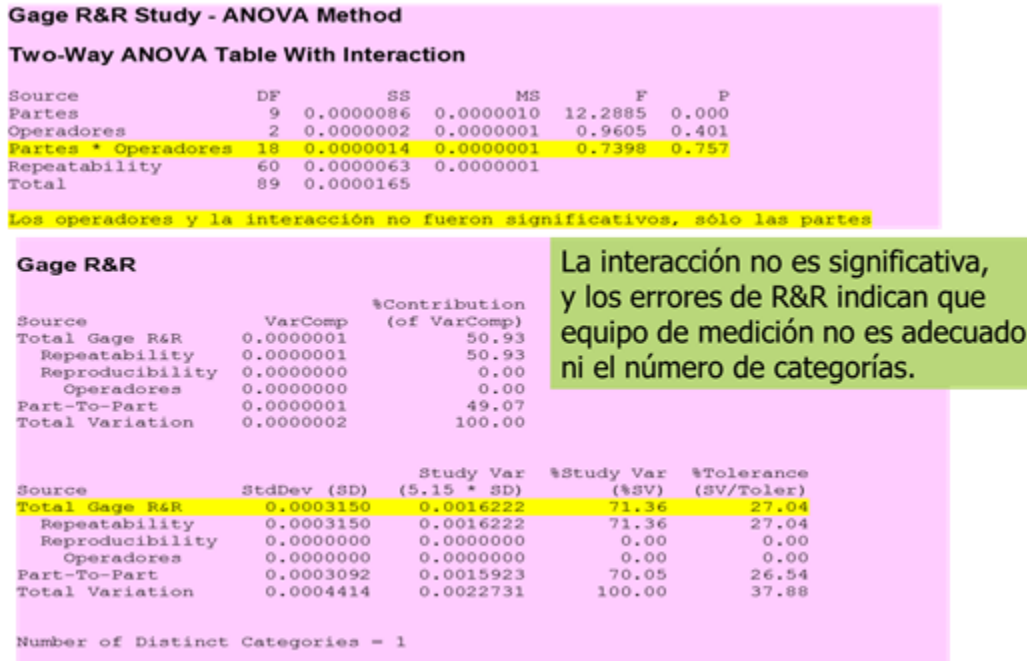 Gage R&R Study - ANOVA Method
Two-Way ANOVA Table With Interaction
Source DF SS MS F P
Partes 9 0.0000086 0.0000010 12.2885 0.000
Operadores 2 0.0000002 0.0000001 0.9605 0.401
Partes * Operadores 18 0.0000014 0.0000001 0.7398 0.757
Repeatability 60 0.0000063 0.0000001
Total 89 0.0000165
Los operadores y la interacción no fueron significativos, sólo las partes
Gage R&R
%Contribution
Source VarComp (of VarComp)
Total Gage R&R 0.0000001 50.93
Repeatability 0.0000001 50.93
Reproducibility 0.0000000 0.00
Operadores 0.0000000 0.00
Part-To-Part 0.0000001 49.07
Total Variation 0.0000002 100.00
La interacción no es significativa,
y los errores de R&R indican que
equipo de medición no es adecuado
ni el número de categorías.
Study Var %Study Var %Tolerance
Source StdDev (SD) (5.15 * SD) (%SV) (SV/Toler)
Total Gage R&R 0.0003150 0.0016222 71.36 27.04
Repeatability 0.0003150 0.0016222 71.36 27.04
Reproducibility 0.0000000 0.0000000 0.00 0.00
Operadores 0.0000000 0.0000000 0.00 0.00
Part-To-Part 0.0003092 0.0015923 70.05 26.54
Total Variation 0.0004414 0.0022731 100.00 37.88
Number of Distinct Categories = 1